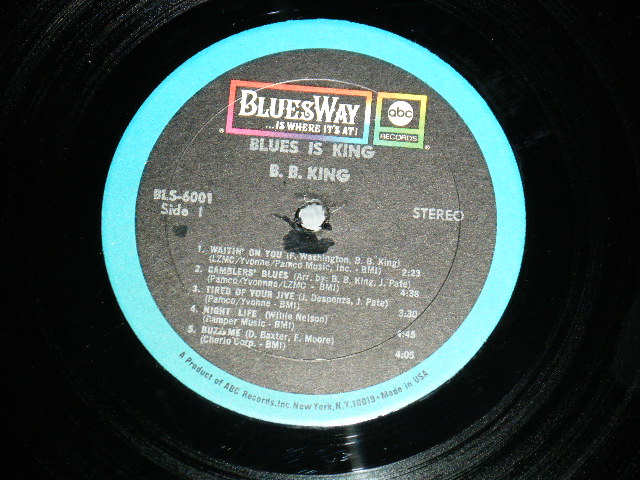 BLUESWAY
...IS WHERE IT'S AT!
abc
RECORDS
BLUES IS KING
B. B. KING
BLS-6001
Side 1
STEREO
1. WAITIN' ON YOU (F. Washington, B. B. King)
(LZMC/Yvonne/Pamco Music, Inc. - BMI) 2:23
2. GAMBLERS' BLUES (Arr. by: B. B. King, J. Pate)
(Pamco/Yvonne/LZMC - BMI) 4:38
3. TIRED OF YOUR JIVE (J. Despenza, J. Pate)
(Pamco/Yvonne - BMI) 3:30
4. NIGHT LIFE (Willie Nelson)
(Pamper Music - BMI) 4:45
5. BUZZ ME (D. Baxter, F. Moore)
(Cherio Corp. - BMI) 4:05
A Product of ABC Records, Inc. New York, N.Y. 10019 - Made in USA